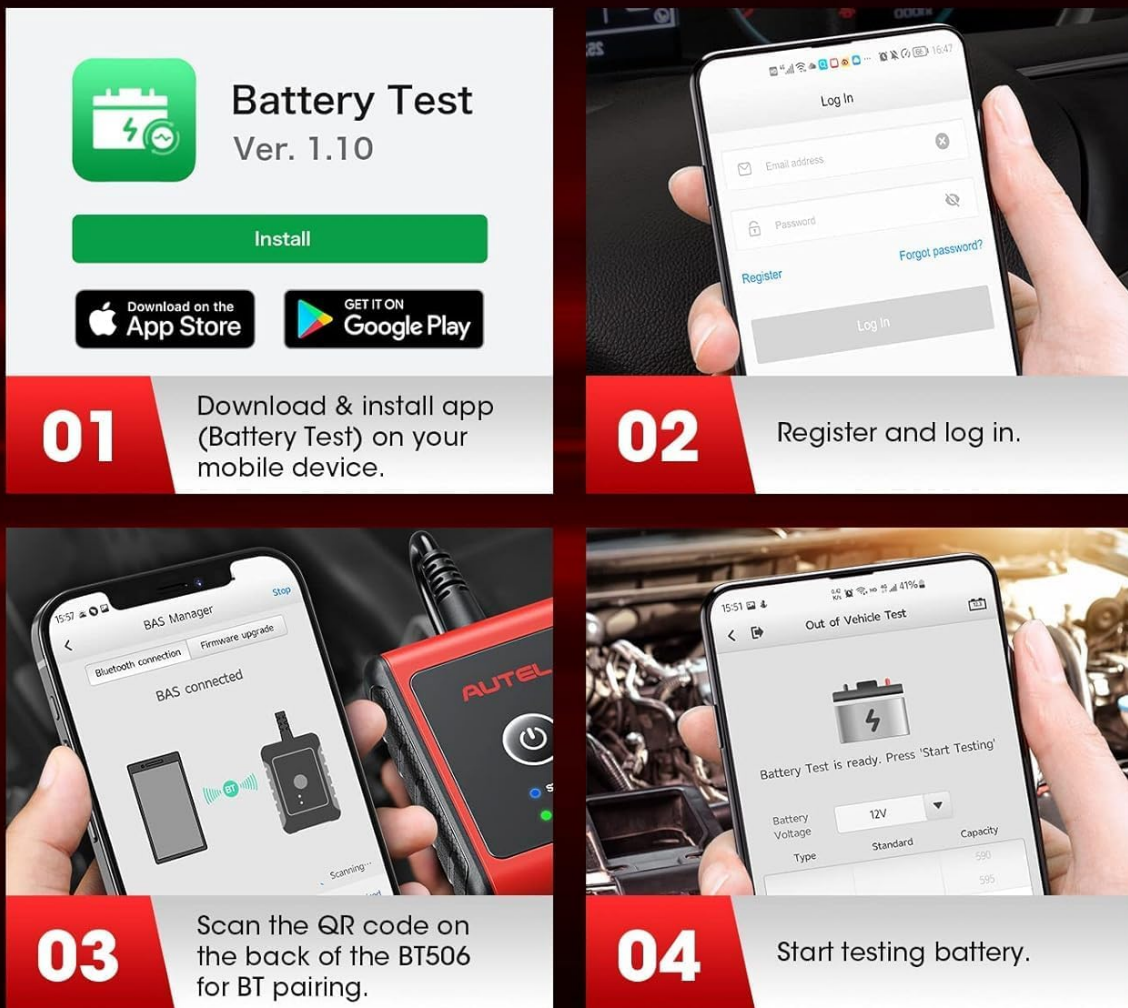 Battery Test
Ver. 1.10
Install
Download on the
App Store
GET IT ON
Google Play
01
Download & install app
(Battery Test) on your
mobile device.
16:47
Log In
Email address
Password
Forgot password?
Register
Log In
02
Register and log in.
15:57
BAS Manager
Stop
Bluetooth connection
Firmware upgrade
BAS connected
BT
Scanning...
AUTEL
03
Scan the QR code on
the back of the BT506
for BT pairing.
15:51
41%
Out of Vehicle Test
Battery Test is ready. Press 'Start Testing'
Battery
Voltage
12V
Type
Standard
Capacity
590
595
04
Start testing battery.